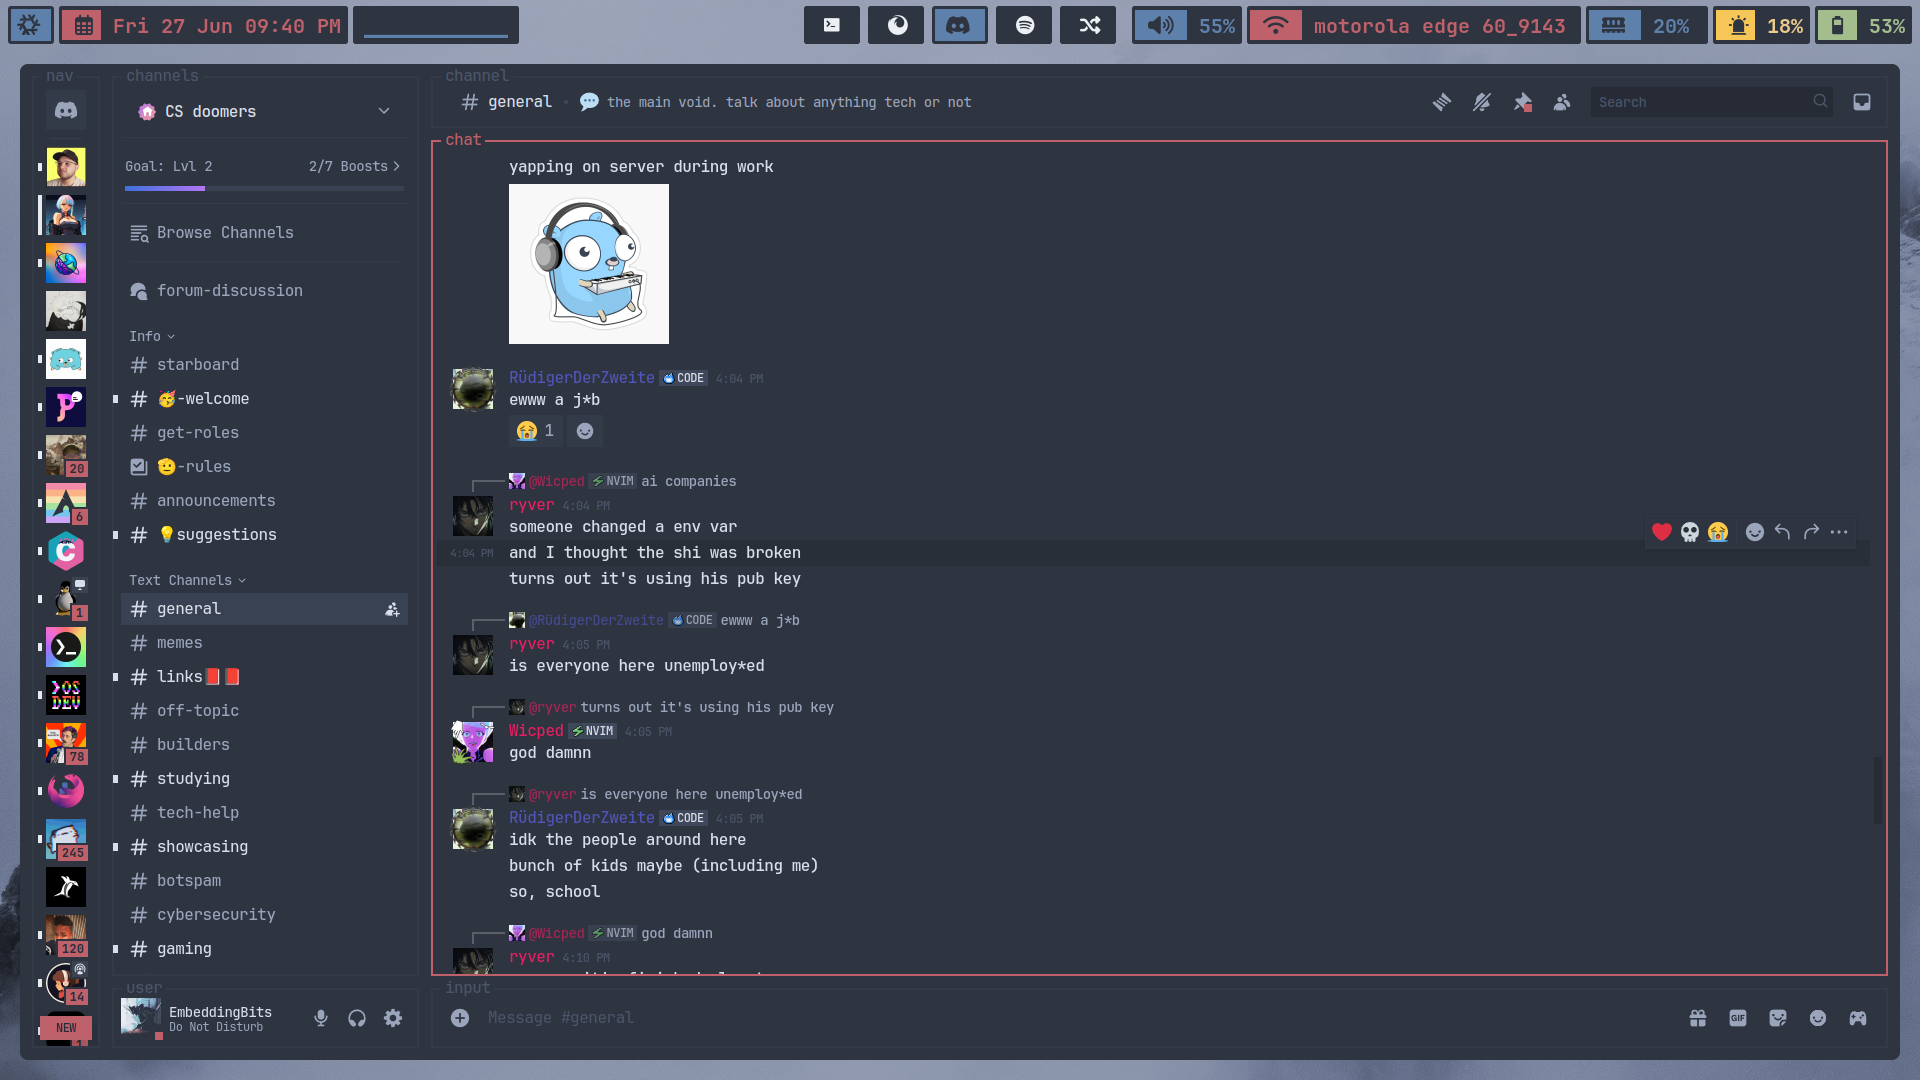 Fri 27 Jun 09:40 PM
55%
motorola edge 60_9143
20%
18%
53%
nav
channels
channel
CS doomers
general
the main void. talk about anything tech or not
Search
Goal: Lvl 2
2/7 Boosts
Browse Channels
forum-discussion
Info
starboard
🥳-welcome
get-roles
🫡-rules
announcements
💡suggestions
Text Channels
general
memes
links📕📕
off-topic
builders
studying
tech-help
showcasing
botspam
cybersecurity
gaming
20
6
C
1
OS
DEV
78
245
120
14
NEW
1
chat
yapping on server during work
RüdigerDerZweite CODE 4:04 PM
ewww a j*b
😭 1
@Wicped NVIM ai companies
ryver 4:04 PM
someone changed a env var
4:04 PM and I thought the shi was broken
turns out it's using his pub key
@RüdigerDerZweite CODE ewww a j*b
ryver 4:05 PM
is everyone here unemploy*ed
@ryver turns out it's using his pub key
Wicped NVIM 4:05 PM
god damnn
@ryver is everyone here unemploy*ed
RüdigerDerZweite CODE 4:05 PM
idk the people around here
bunch of kids maybe (including me)
so, school
@Wicped NVIM god damnn
ryver 4:10 PM
user
EmbeddingBits
Do Not Disturb
input
Message #general
GIF